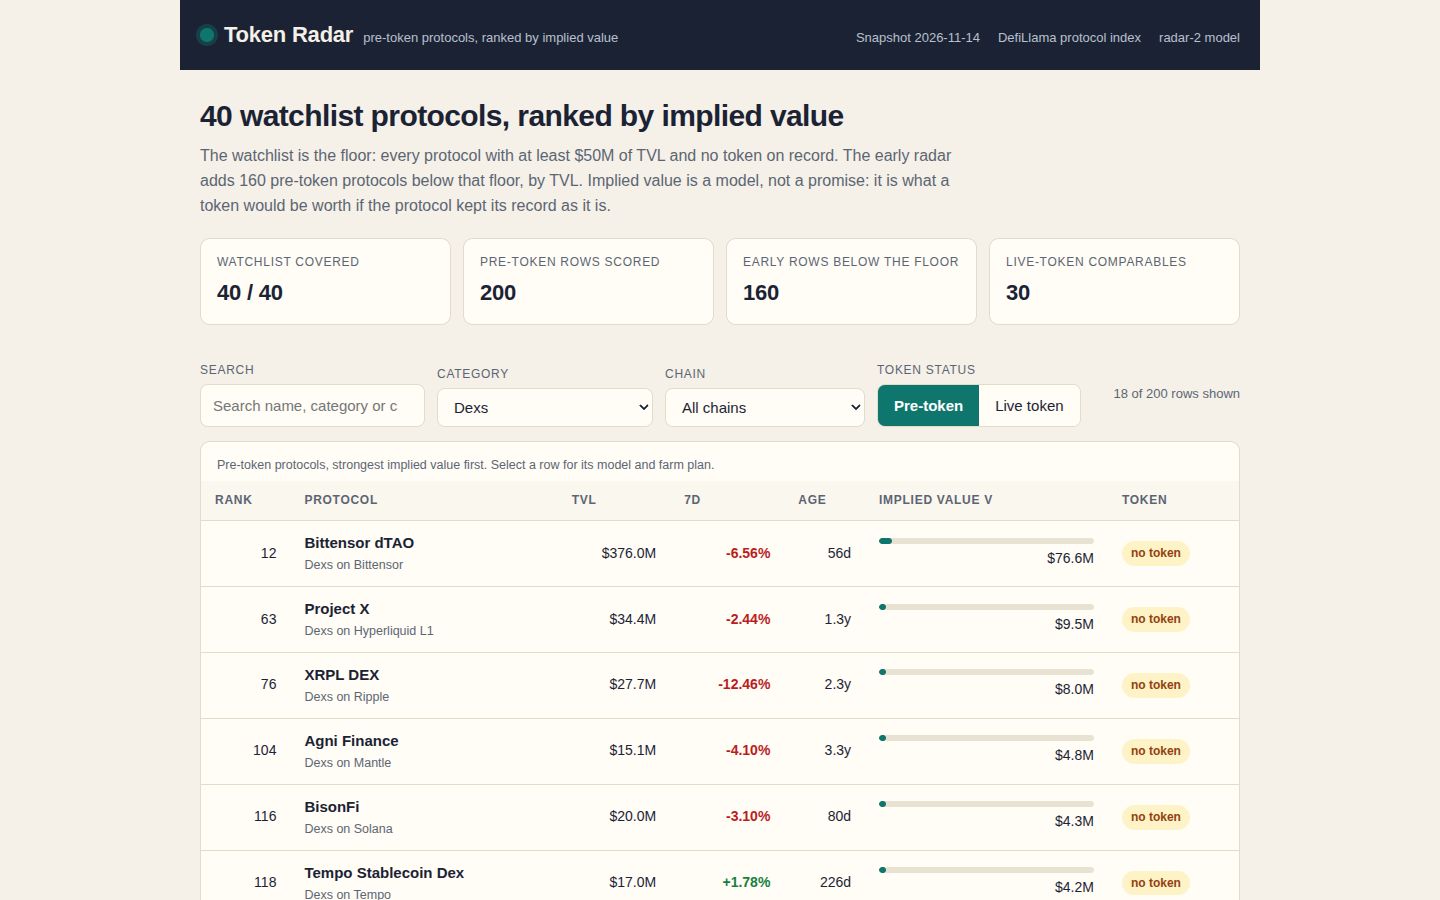 Token Radar pre-token protocols, ranked by implied value Snapshot 2026-11-14 DefiLlama protocol index radar-2 model
40 watchlist protocols, ranked by implied value
The watchlist is the floor: every protocol with at least $50M of TVL and no token on record. The early radar
adds 160 pre-token protocols below that floor, by TVL. Implied value is a model, not a promise: it is what a
token would be worth if the protocol kept its record as it is.
WATCHLIST COVERED
40 / 40
PRE-TOKEN ROWS SCORED
200
EARLY ROWS BELOW THE FLOOR
160
LIVE-TOKEN COMPARABLES
30
SEARCH
Search name, category or c
CATEGORY
Dexs
CHAIN
All chains
TOKEN STATUS
Pre-token Live token
18 of 200 rows shown
Pre-token protocols, strongest implied value first. Select a row for its model and farm plan.
RANK PROTOCOL TVL 7D AGE IMPLIED VALUE V TOKEN
12 Bittensor dTAO $376.0M -6.56% 56d $76.6M no token
Dexs on Bittensor
63 Project X $34.4M -2.44% 1.3y $9.5M no token
Dexs on Hyperliquid L1
76 XRPL DEX $27.7M -12.46% 2.3y $8.0M no token
Dexs on Ripple
104 Agni Finance $15.1M -4.10% 3.3y $4.8M no token
Dexs on Mantle
116 BisonFi $20.0M -3.10% 80d $4.3M no token
Dexs on Solana
118 Tempo Stablecoin Dex $17.0M +1.78% 226d $4.2M no token
Dexs on Tempo